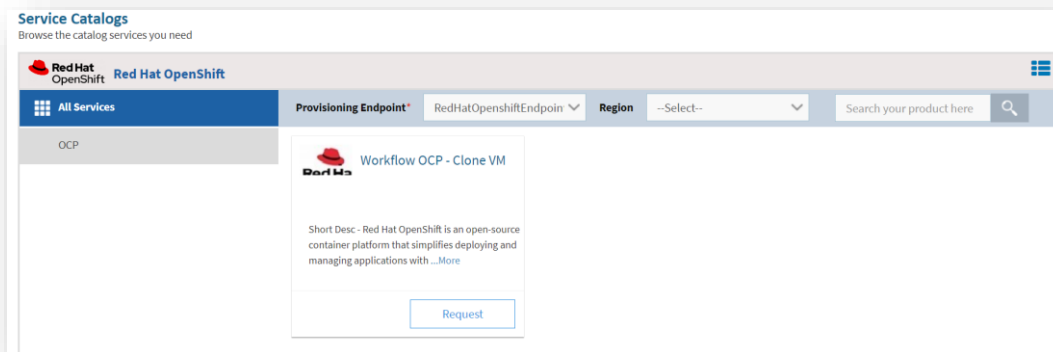 Service Catalogs
Browse the catalog services you need
Red Hat
OpenShift
Red Hat OpenShift
All Services
Provisioning Endpoint* RedHatOpenshiftEndpoin Region --Select-- Search your product here
OCP
Workflow OCP - Clone VM
Red Ha
Short Desc - Red Hat OpenShift is an open-source
container platform that simplifies deploying and
managing applications with ...More
Request